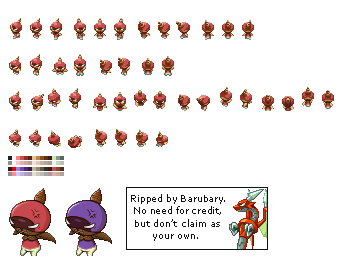 Ripped by Barubary.
No need for credit,
but don't claim as
your own.